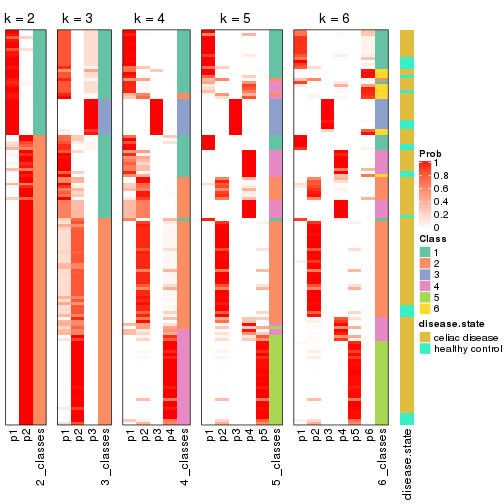 k = 2 k = 3 k = 4 k = 5 k = 6
Prob
1
0.8
0.6
0.4
0.2
0
Class
1
2
3
4
5
6
disease.state
celiac disease
healthy control
p1
p2
2_classes
p1
p2
p3
3_classes
p1
p2
p3
p4
4_classes
p1
p2
p3
p4
p5
5_classes
p1
p2
p3
p4
p5
p6
6_classes
disease.state